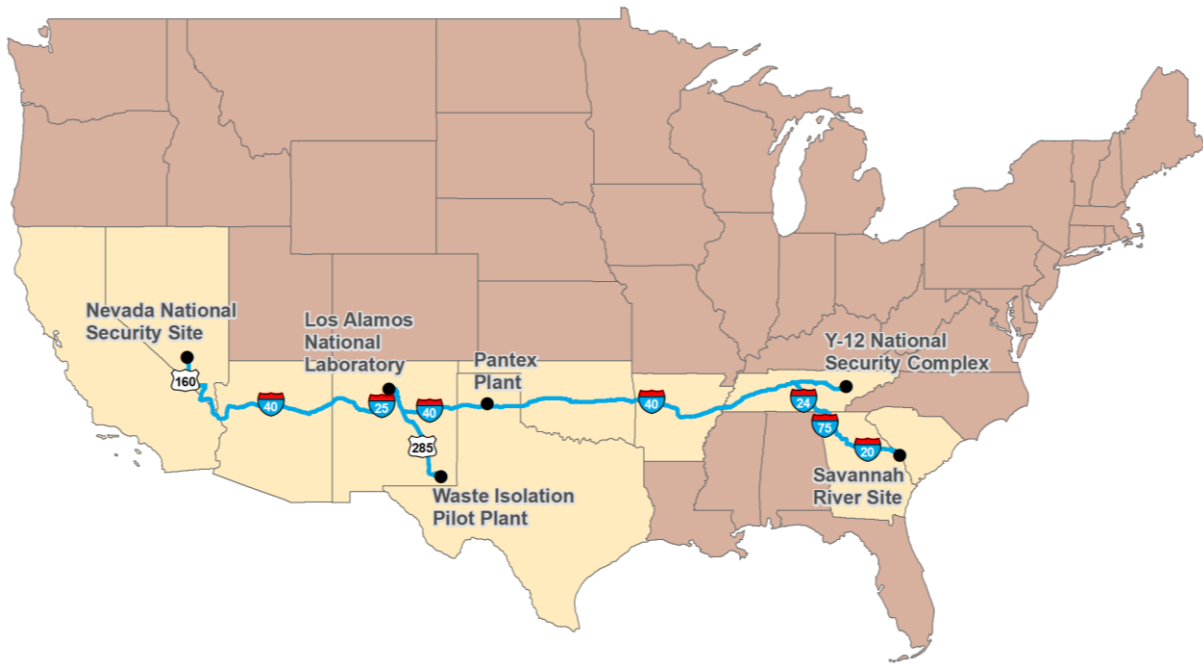 Nevada National
Security Site
160
40
Los Alamos
National
Laboratory
25
40
285
Waste Isolation
Pilot Plant
Pantex
Plant
40
Y-12 National
Security Complex
24
75
20
Savannah
River Site